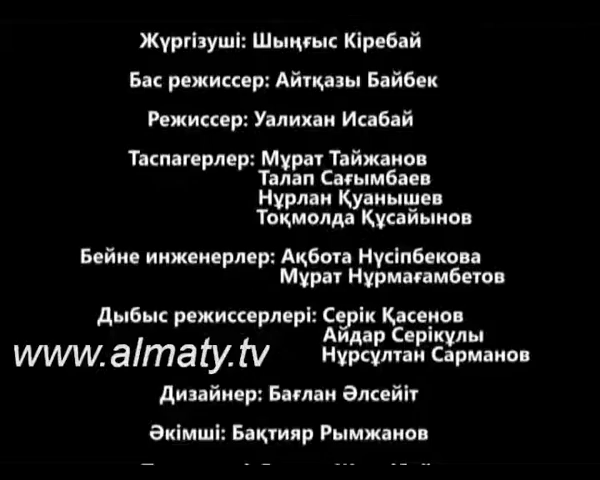 Жүргізуші: Шыңғыс Кіребай
Бас режиссер: Айтқазы Байбек
Режиссер: Уалихан Исабай
Таспагерлер: Мұрат Тайжанов
Талап Сағымбаев
Нұрлан Қуанышев
Тоқмолда Құсайынов
Бейне инженерлер: Ақбота Нүсіпбекова
Мұрат Нұрмағамбетов
Дыбыс режиссерлері: Серік Қасенов
Айдар Серікұлы
www.almaty.tv
Нұрсұлтан Сарманов
Дизайнер: Бағлан Әлсейіт
Әкімші: Бақтияр Рымжанов